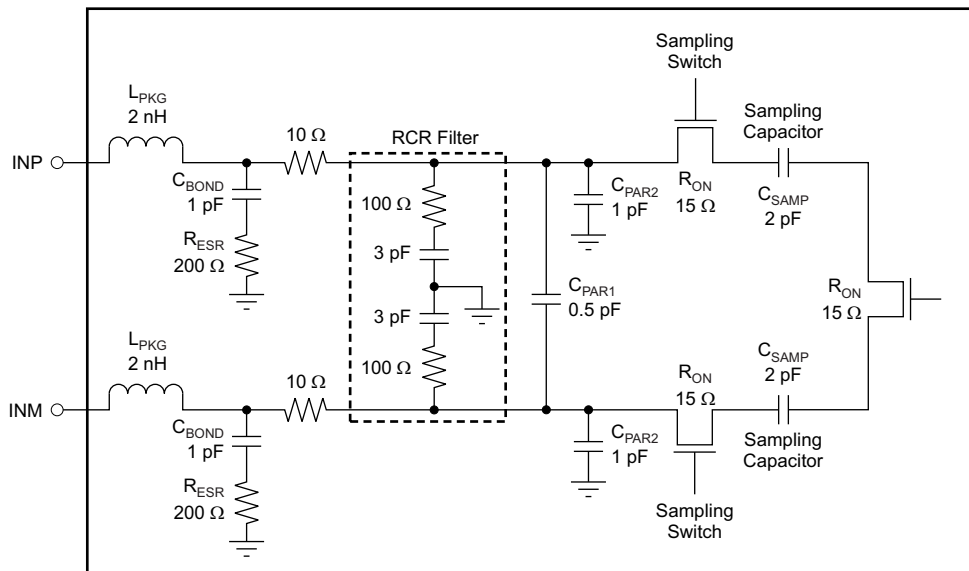 Sampling
Switch
L_PKG
2 nH
Sampling
Capacitor
10 Ω
RCR Filter
INP
C_BOND
1 pF
R_ESR
200 Ω
100 Ω
3 pF
C_PAR2
1 pF
R_ON
15 Ω
C_SAMP
2 pF
C_PAR1
0.5 pF
R_ON
15 Ω
3 pF
100 Ω
L_PKG
2 nH
10 Ω
INM
C_BOND
1 pF
R_ESR
200 Ω
C_PAR2
1 pF
R_ON
15 Ω
C_SAMP
2 pF
Sampling
Capacitor
Sampling
Switch